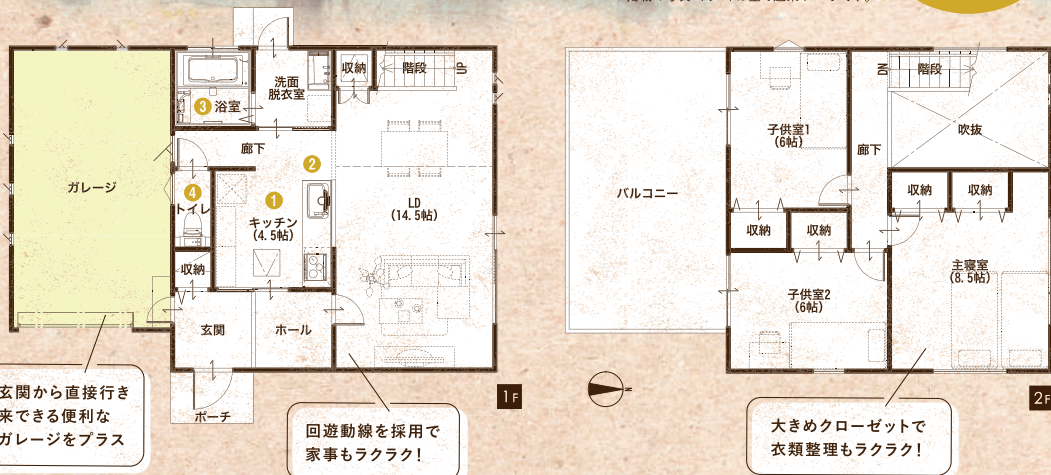 収納
階段
UP
洗面
脱衣室
3 浴室
廊下
2
ガレージ
4
トイレ
1
キッチン
(4.5帖)
LD
(14.5帖)
収納
玄関
ホール
ポーチ
玄関から直接行き
来できる便利な
ガレージをプラス
回遊動線を採用で
家事もラクラク!
1F
バルコニー
子供室1
(6帖)
廊下
DN
階段
吹抜
収納
収納
収納
収納
子供室2
(6帖)
主寝室
(8.5帖)
N
大きめクローゼットで
衣類整理もラクラク!
2F